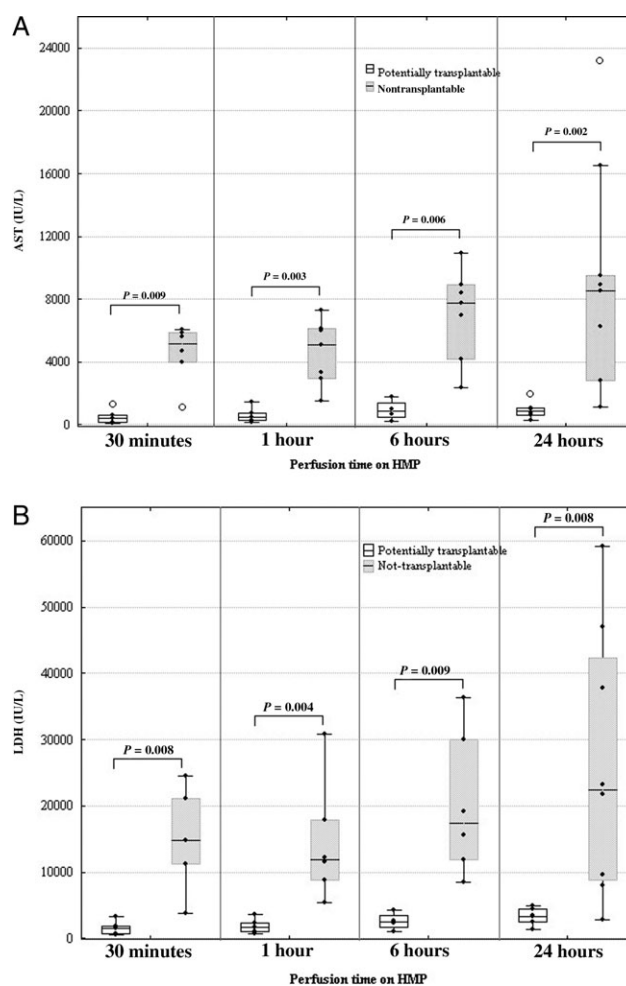 A
24000
20000
16000
12000
8000
4000
0
AST (IU/L)
Potentially transplantable
Nontransplantable
P = 0.009
P = 0.003
P = 0.006
P = 0.002
30 minutes 1 hour 6 hours 24 hours
Perfusion time on HMP
B
60000
50000
40000
30000
20000
10000
0
LDH (IU/L)
Potentially transplantable
Not-transplantable
P = 0.008
P = 0.004
P = 0.009
P = 0.008
30 minutes 1 hour 6 hours 24 hours
Perfusion time on HMP